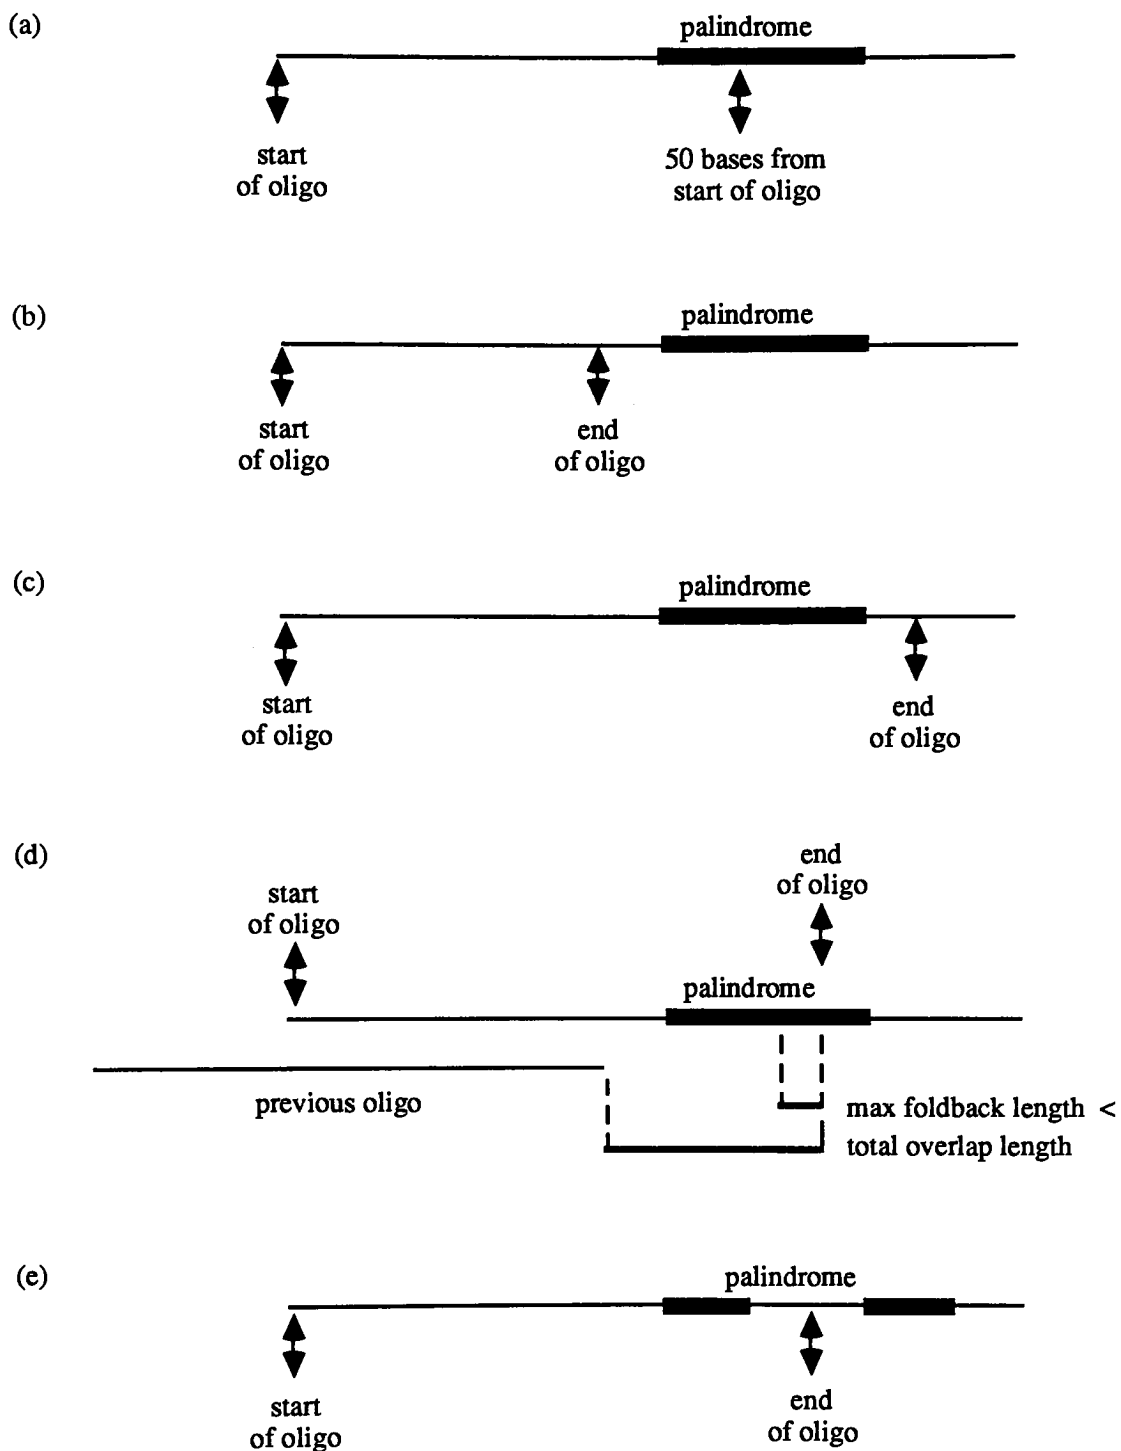 (a)
palindrome
start
of oligo
50 bases from
start of oligo
(b)
palindrome
start
of oligo
end
of oligo
(c)
palindrome
start
of oligo
end
of oligo
(d)
end
of oligo
start
of oligo
palindrome
previous oligo
max foldback length <
total overlap length
(e)
palindrome
start
of oligo
end
of oligo